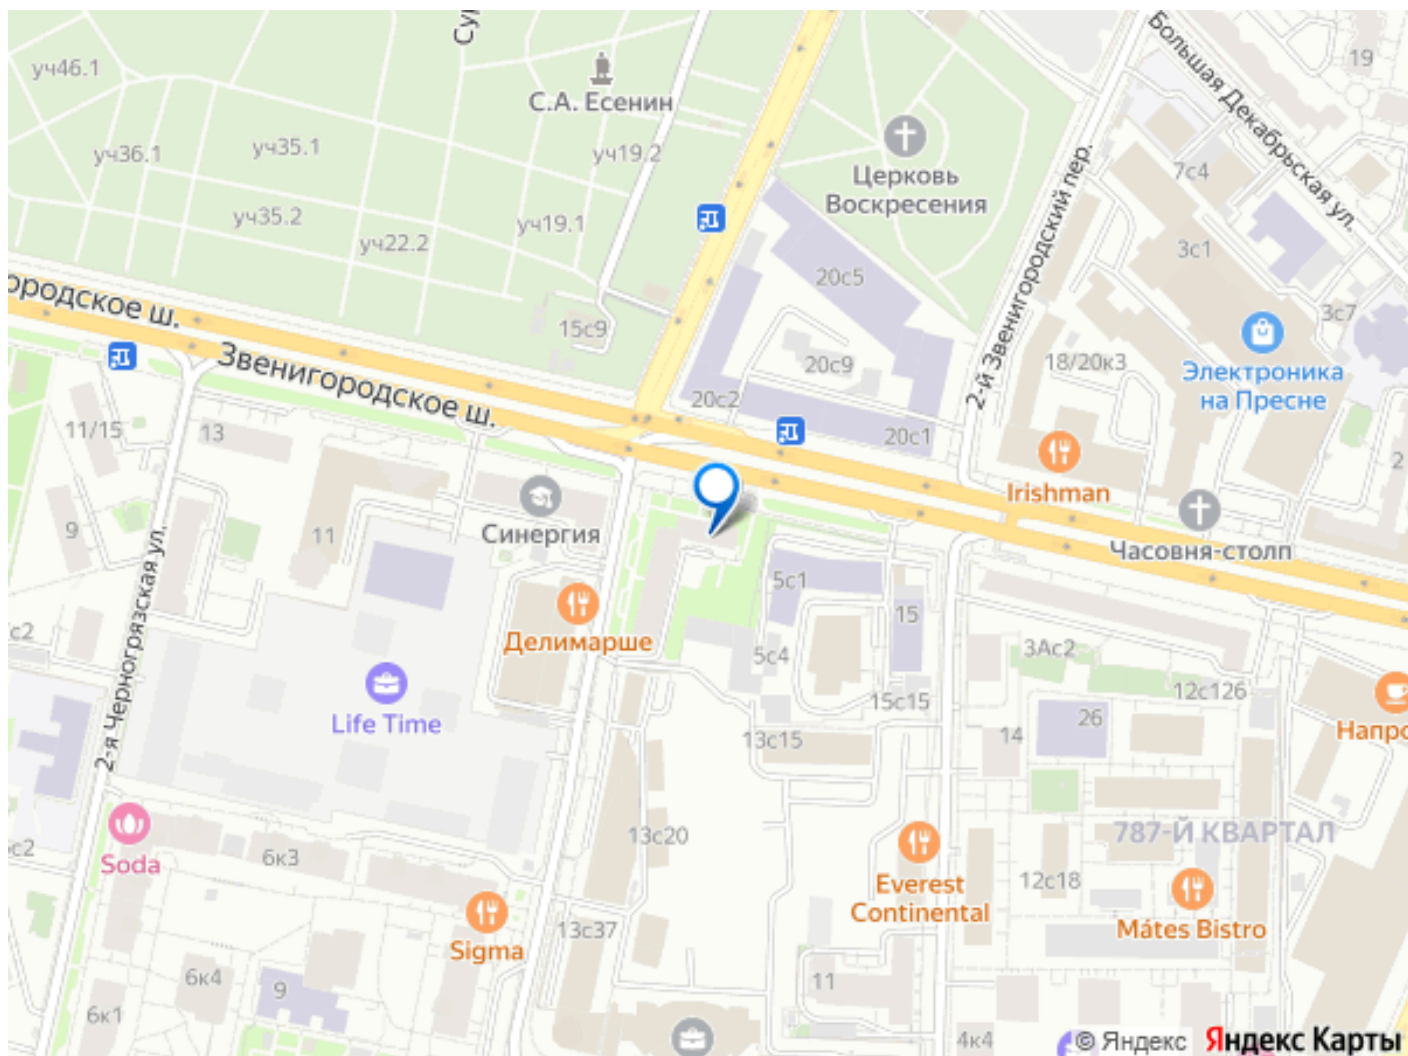 Су
уч46.1
С.А. Есенин
уч36.1
уч35.1
уч19.2
уч35.2
уч22.2
уч19.1
15с9
Церковь
Воскресения
Большая Декабрьская ул.
19
7с4
3с1
3с7
2-й Звенигородский пер.
20с5
20с9
20с2
20с1
18/20к3
Электроника
на Пресне
2
ородское ш.
Звенигородское ш.
11/15
13
9
11
Синергия
Irishman
Часовня-столп
Делимарше
5с1
15
5с4
3Ас2
12с126
с2
2-я Черногрязская ул.
Life Time
15с15
13с15
14
26
Напро
Soda
6к3
13с20
787-Й КВАРТАЛ
с2
Everest
Continental
12с18
Mátes Bistro
Sigma
13с37
6к4
9
11
6к1
4к4
© Яндекс Яндекс Карты